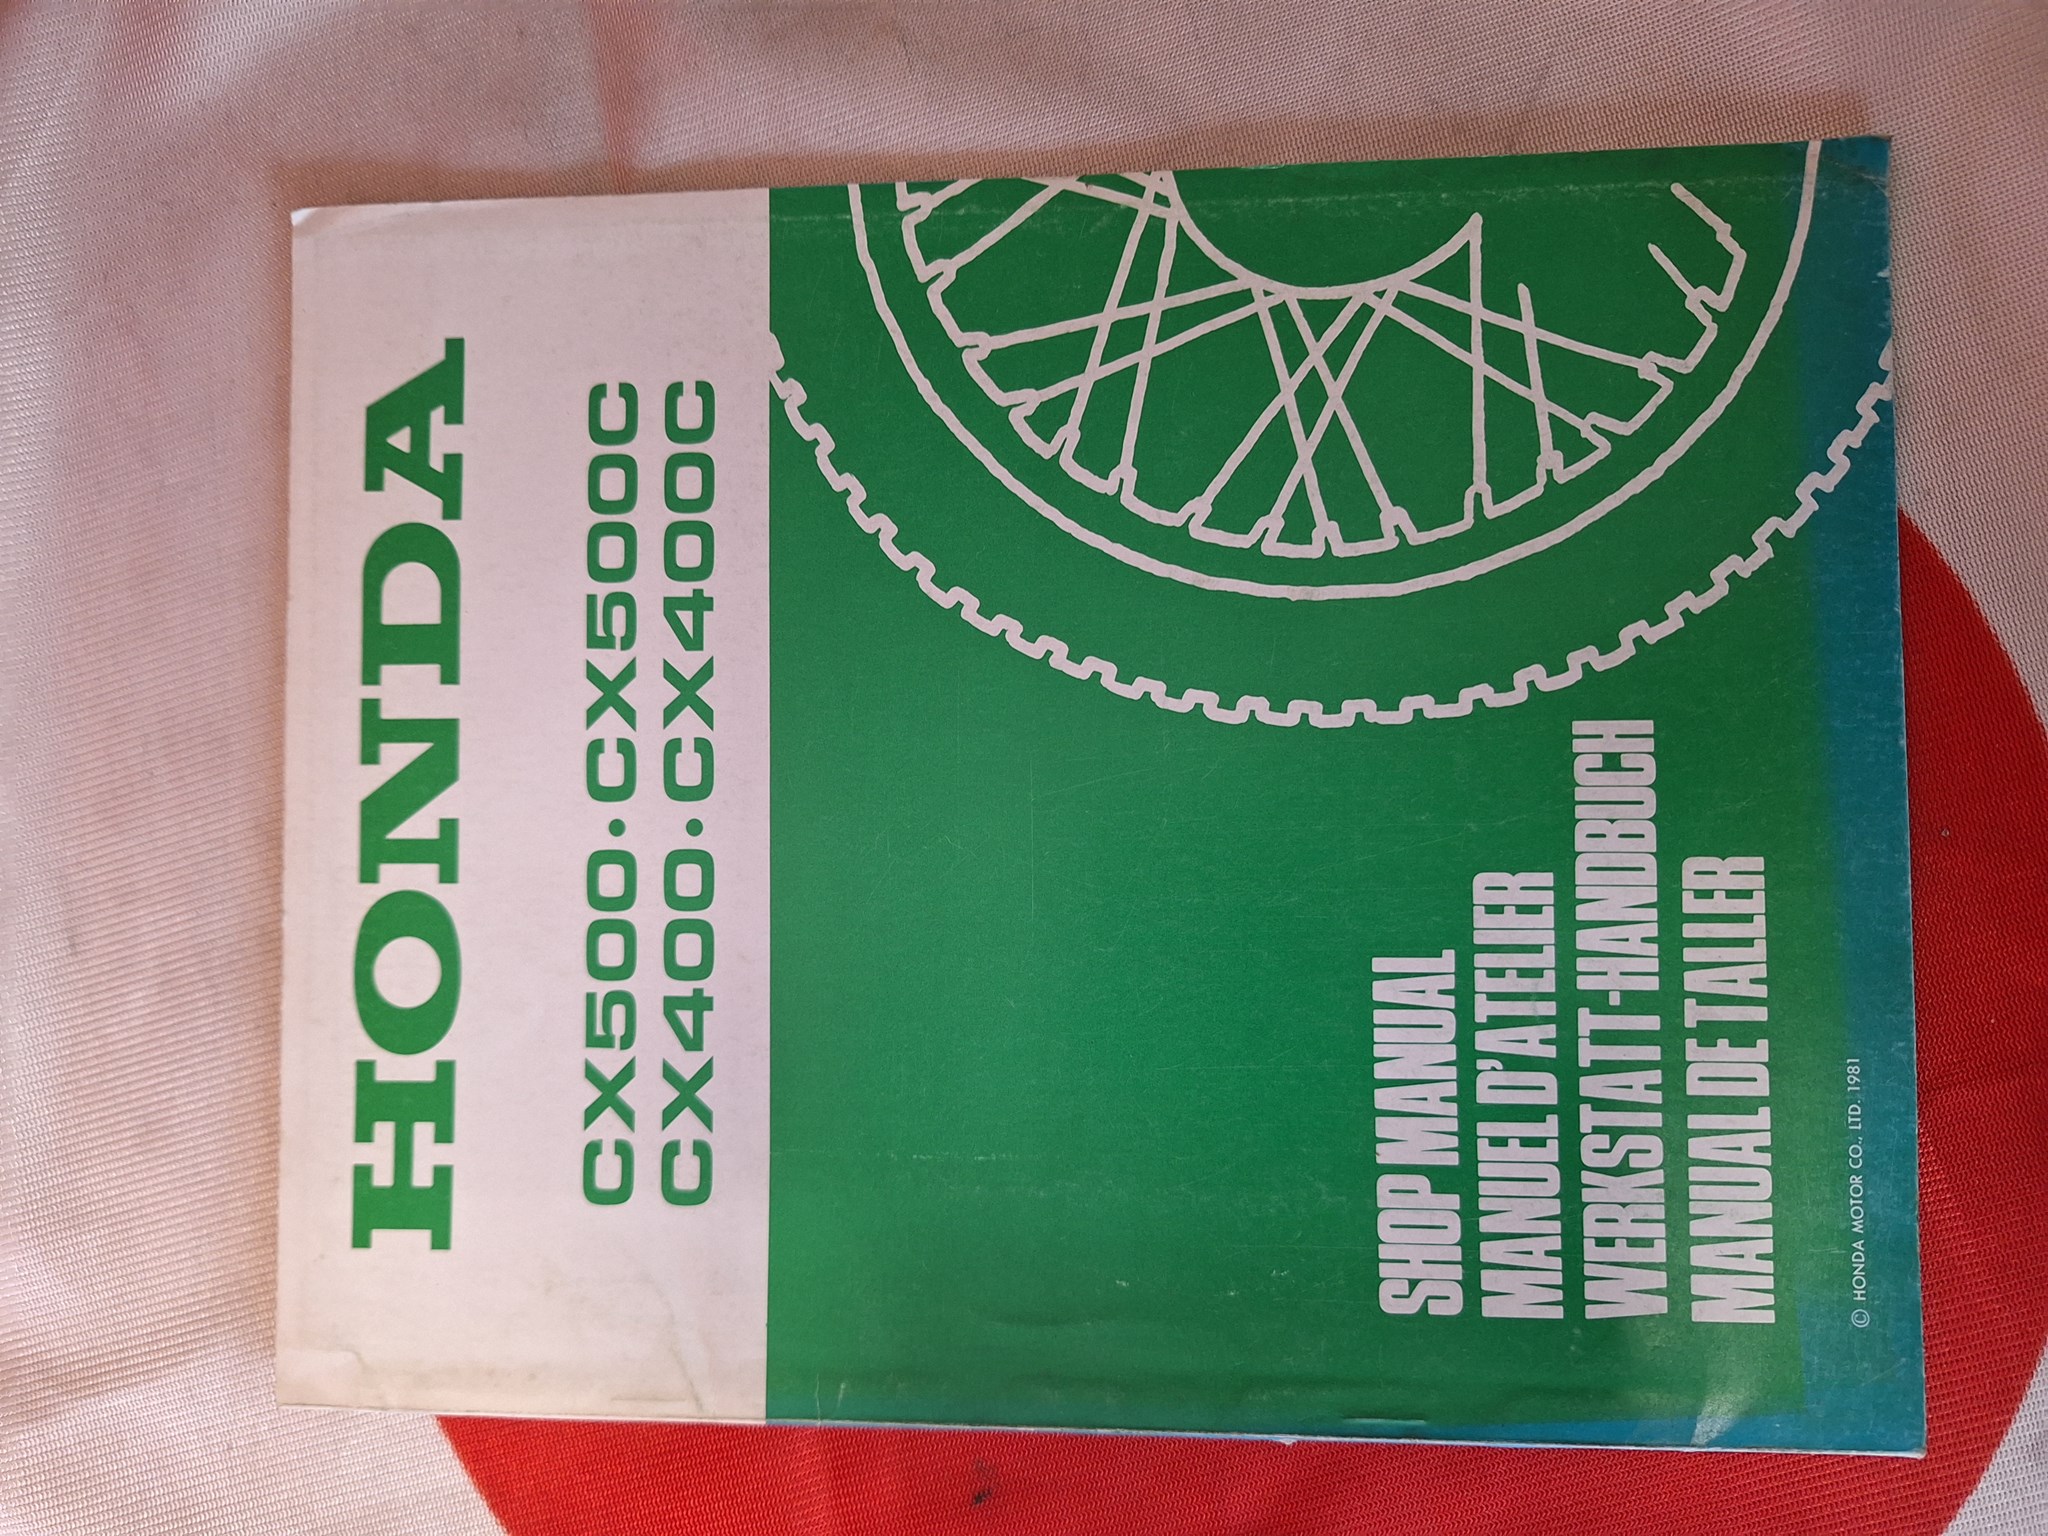 HONDA
CX500·CX500C
CX400·CX400C
SHOP MANUAL
MANUEL D'ATELIER
WERKSTATT-HANDBUCH
MANUAL DE TALLER
© HONDA MOTOR CO., LTD. 1981